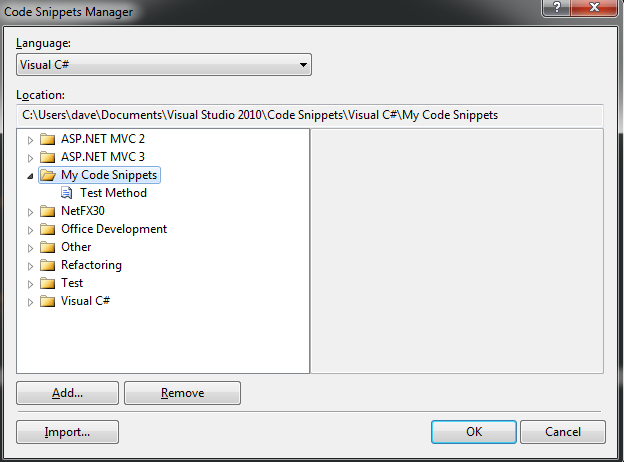 Code Snippets Manager
?
Language:
Visual C#
Location:
C:\Users\dave\Documents\Visual Studio 2010\Code Snippets\Visual C#\My Code Snippets
ASP.NET MVC 2
ASP.NET MVC 3
My Code Snippets
Test Method
NetFX30
Office Development
Other
Refactoring
Test
Visual C#
Add... Remove
Import... OK Cancel